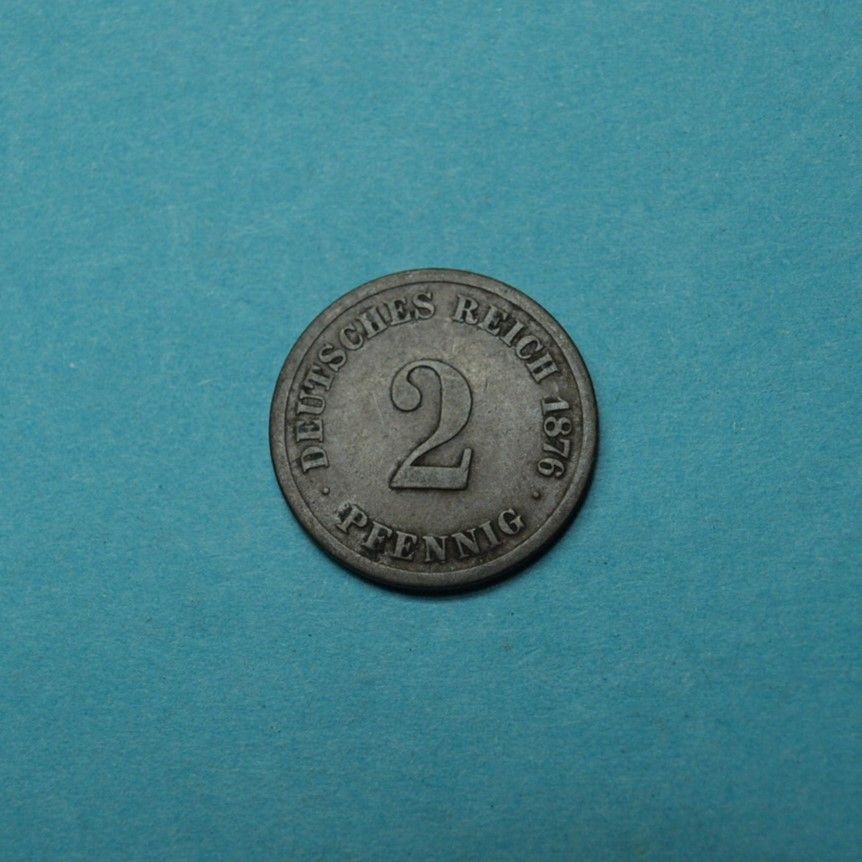 DEUTSCHES REICH 1876
2
· PFENNIG ·